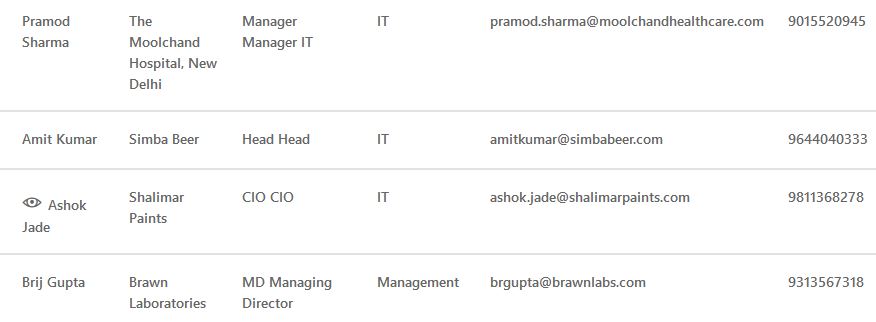 Pramod Sharma	The Moolchand Hospital, New Delhi	Manager Manager IT	IT	pramod.sharma@moolchandhealthcare.com	9015520945
Amit Kumar	Simba Beer	Head Head	IT	amitkumar@simbabeer.com	9644040333
Ashok Jade	Shalimar Paints	CIO CIO	IT	ashok.jade@shalimarpaints.com	9811368278
Brij Gupta	Brawn Laboratories	MD Managing Director	Management	brgupta@brawnlabs.com	9313567318